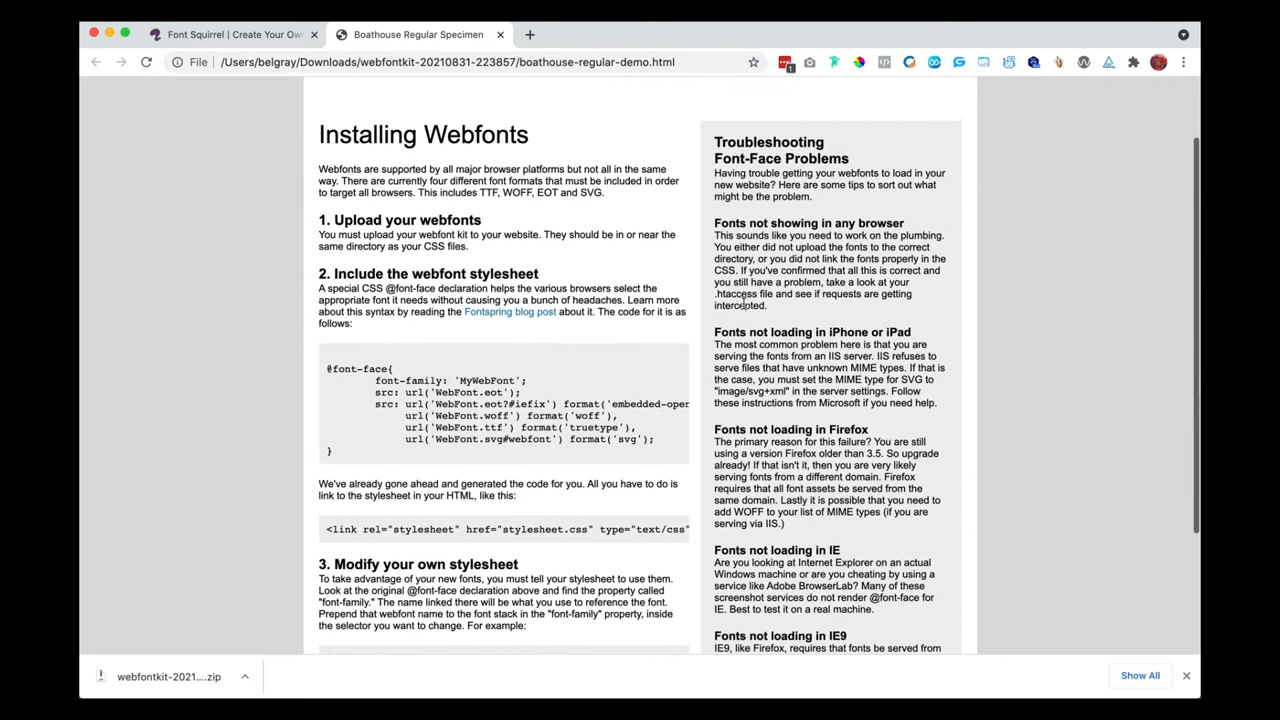 Font Squirrel | Create Your Own
Boathouse Regular Specimen
File
/Users/belgray/Downloads/webfontkit-20210831-223857/boathouse-regular-demo.html
1
Installing Webfonts
Webfonts are supported by all major browser platforms but not all in the same
way. There are currently four different font formats that must be included in order
to target all browsers. This includes TTF, WOFF, EOT and SVG.
1. Upload your webfonts
You must upload your webfont kit to your website. They should be in or near the
same directory as your CSS files.
2. Include the webfont stylesheet
A special CSS @font-face declaration helps the various browsers select the
appropriate font it needs without causing you a bunch of headaches. Learn more
about this syntax by reading the Fontspring blog post about it. The code for it is as
follows:
@font-face{
font-family: 'MyWebFont';
src: url('WebFont.eot');
src: url('WebFont.eot?#iefix') format('embedded-open
url('WebFont.woff') format('woff'),
url('WebFont.ttf') format('truetype'),
url('WebFont.svg#webfont') format('svg');
}
We've already gone ahead and generated the code for you. All you have to do is
link to the stylesheet in your HTML, like this:
<link rel="stylesheet" href="stylesheet.css" type="text/css"
3. Modify your own stylesheet
To take advantage of your new fonts, you must tell your stylesheet to use them.
Look at the original @font-face declaration above and find the property called
"font-family." The name linked there will be what you use to reference the font.
Prepend that webfont name to the font stack in the "font-family" property, inside
the selector you want to change. For example:
Troubleshooting
Font-Face Problems
Having trouble getting your webfonts to load in your
new website? Here are some tips to sort out what
might be the problem.
Fonts not showing in any browser
This sounds like you need to work on the plumbing.
You either did not upload the fonts to the correct
directory, or you did not link the fonts properly in the
CSS. If you've confirmed that all this is correct and
you still have a problem, take a look at your
.htaccess file and see if requests are getting
intercepted.
Fonts not loading in iPhone or iPad
The most common problem here is that you are
serving the fonts from an IIS server. IIS refuses to
serve files that have unknown MIME types. If that is
the case, you must set the MIME type for SVG to
"image/svg+xml" in the server settings. Follow
these instructions from Microsoft if you need help.
Fonts not loading in Firefox
The primary reason for this failure? You are still
using a version Firefox older than 3.5. So upgrade
already! If that isn't it, then you are very likely
serving fonts from a different domain. Firefox
requires that all font assets be served from the
same domain. Lastly it is possible that you need to
add WOFF to your list of MIME types (if you are
serving via IIS.)
Fonts not loading in IE
Are you looking at Internet Explorer on an actual
Windows machine or are you cheating by using a
service like Adobe BrowserLab? Many of these
screenshot services do not render @font-face for
IE. Best to test it on a real machine.
Fonts not loading in IE9
IE9, like Firefox, requires that fonts be served from
webfontkit-2021....zip
Show All